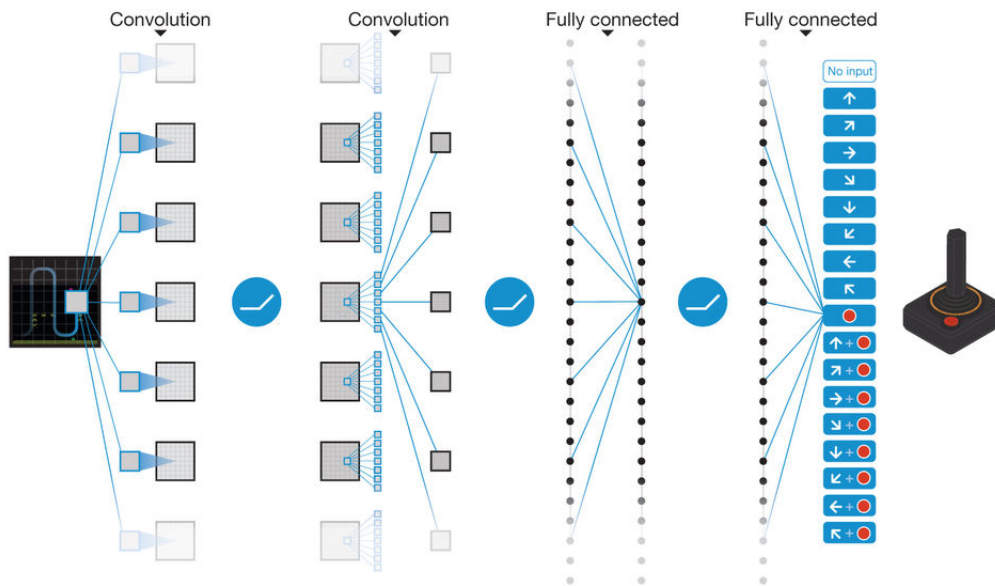 Convolution
Convolution
Fully connected
Fully connected
No input
+
+
+
+
+
+
+
+